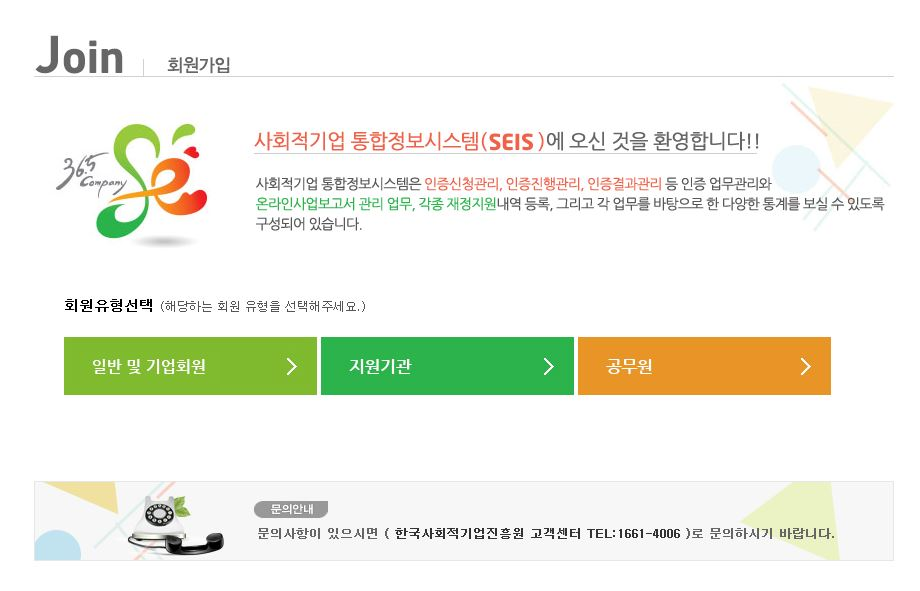 Join 회원가입
365 Company
사회적기업 통합정보시스템(SEIS )에 오신 것을 환영합니다!!
사회적기업 통합정보시스템은 인증신청관리, 인증진행관리, 인증결과관리 등 인증 업무관리와
온라인사업보고서 관리 업무, 각종 재정지원내역 등록, 그리고 각 업무를 바탕으로 한 다양한 통계를 보실 수 있도록
구성되어 있습니다.
회원유형선택 (해당하는 회원 유형을 선택해주세요.)
일반 및 기업회원
지원기관
공무원
문의안내
문의사항이 있으시면 ( 한국사회적기업진흥원 고객센터 TEL:1661-4006 )로 문의하시기 바랍니다.